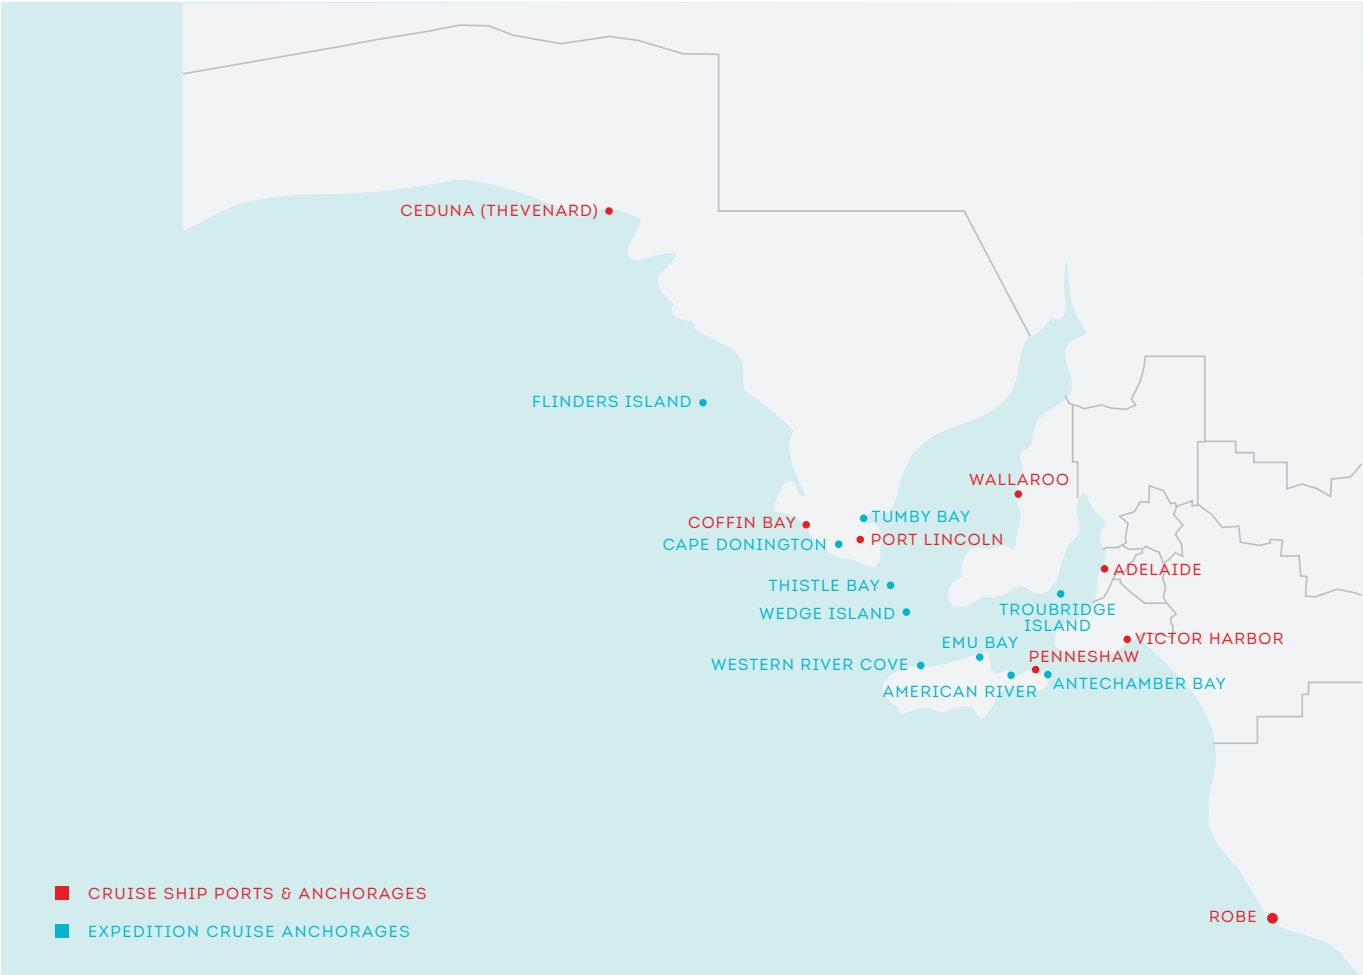 CEDUNA (THEVENARD)
FLINDERS ISLAND
WALLAROO
TUMBY BAY
COFFIN BAY
PORT LINCOLN
CAPE DONINGTON
ADELAIDE
THISTLE BAY
TROUBRIDGE
ISLAND
WEDGE ISLAND
VICTOR HARBOR
EMU BAY
PENNESHAW
WESTERN RIVER COVE
ANTECHAMBER BAY
AMERICAN RIVER
CRUISE SHIP PORTS & ANCHORAGES
ROBE
EXPEDITION CRUISE ANCHORAGES